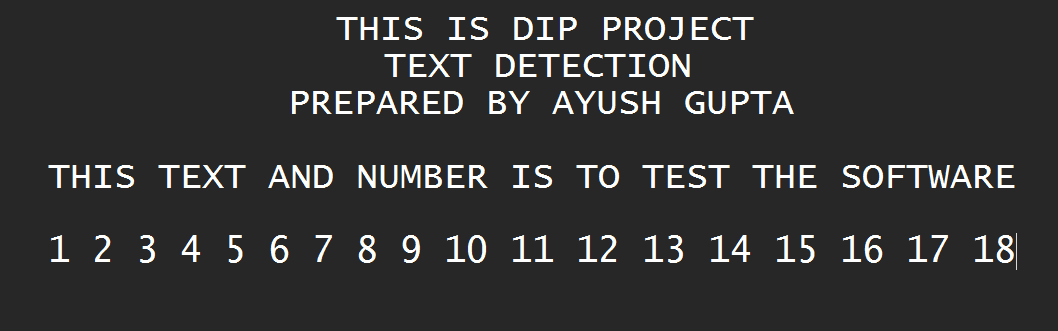 THIS IS DIP PROJECT
TEXT DETECTION
PREPARED BY AYUSH GUPTA
THIS TEXT AND NUMBER IS TO TEST THE SOFTWARE
1 2 3 4 5 6 7 8 9 10 11 12 13 14 15 16 17 18